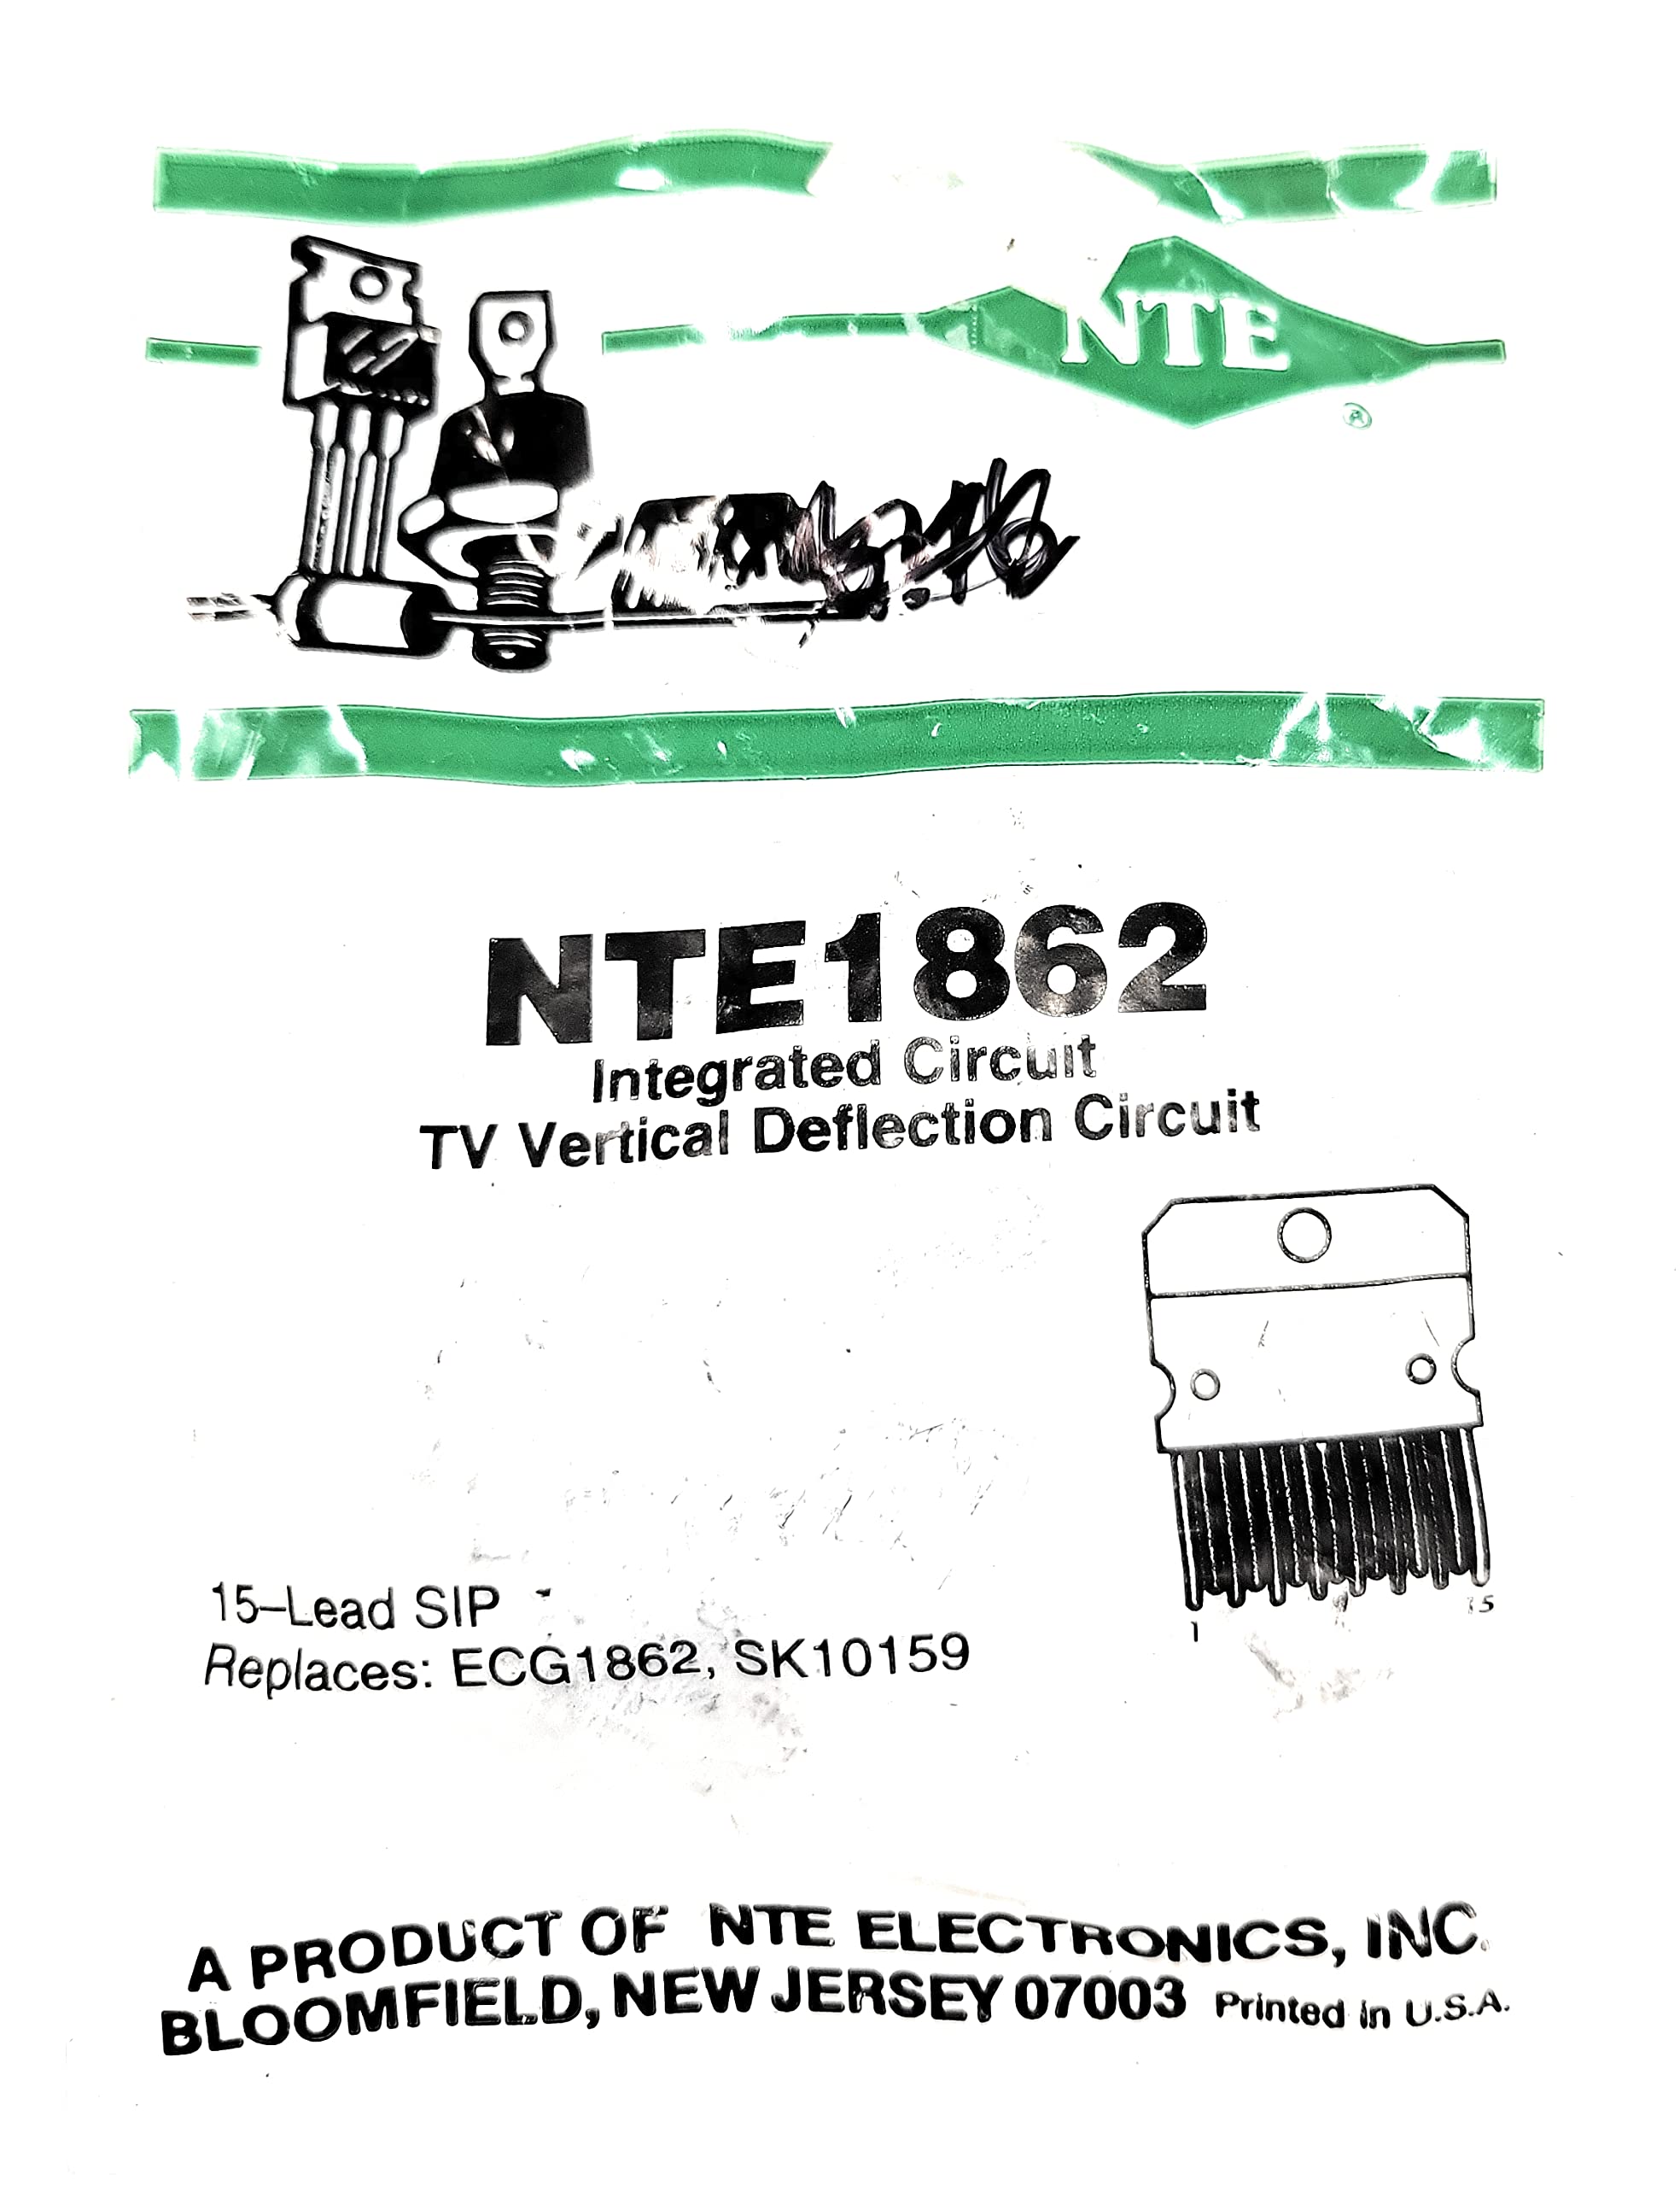 NTE
®
NTE1862
Integrated Circuit
TV Vertical Deflection Circuit
1
15
15–Lead SIP
Replaces: ECG1862, SK10159
A PRODUCT OF NTE ELECTRONICS, INC.
BLOOMFIELD, NEW JERSEY 07003 Printed in U.S.A.